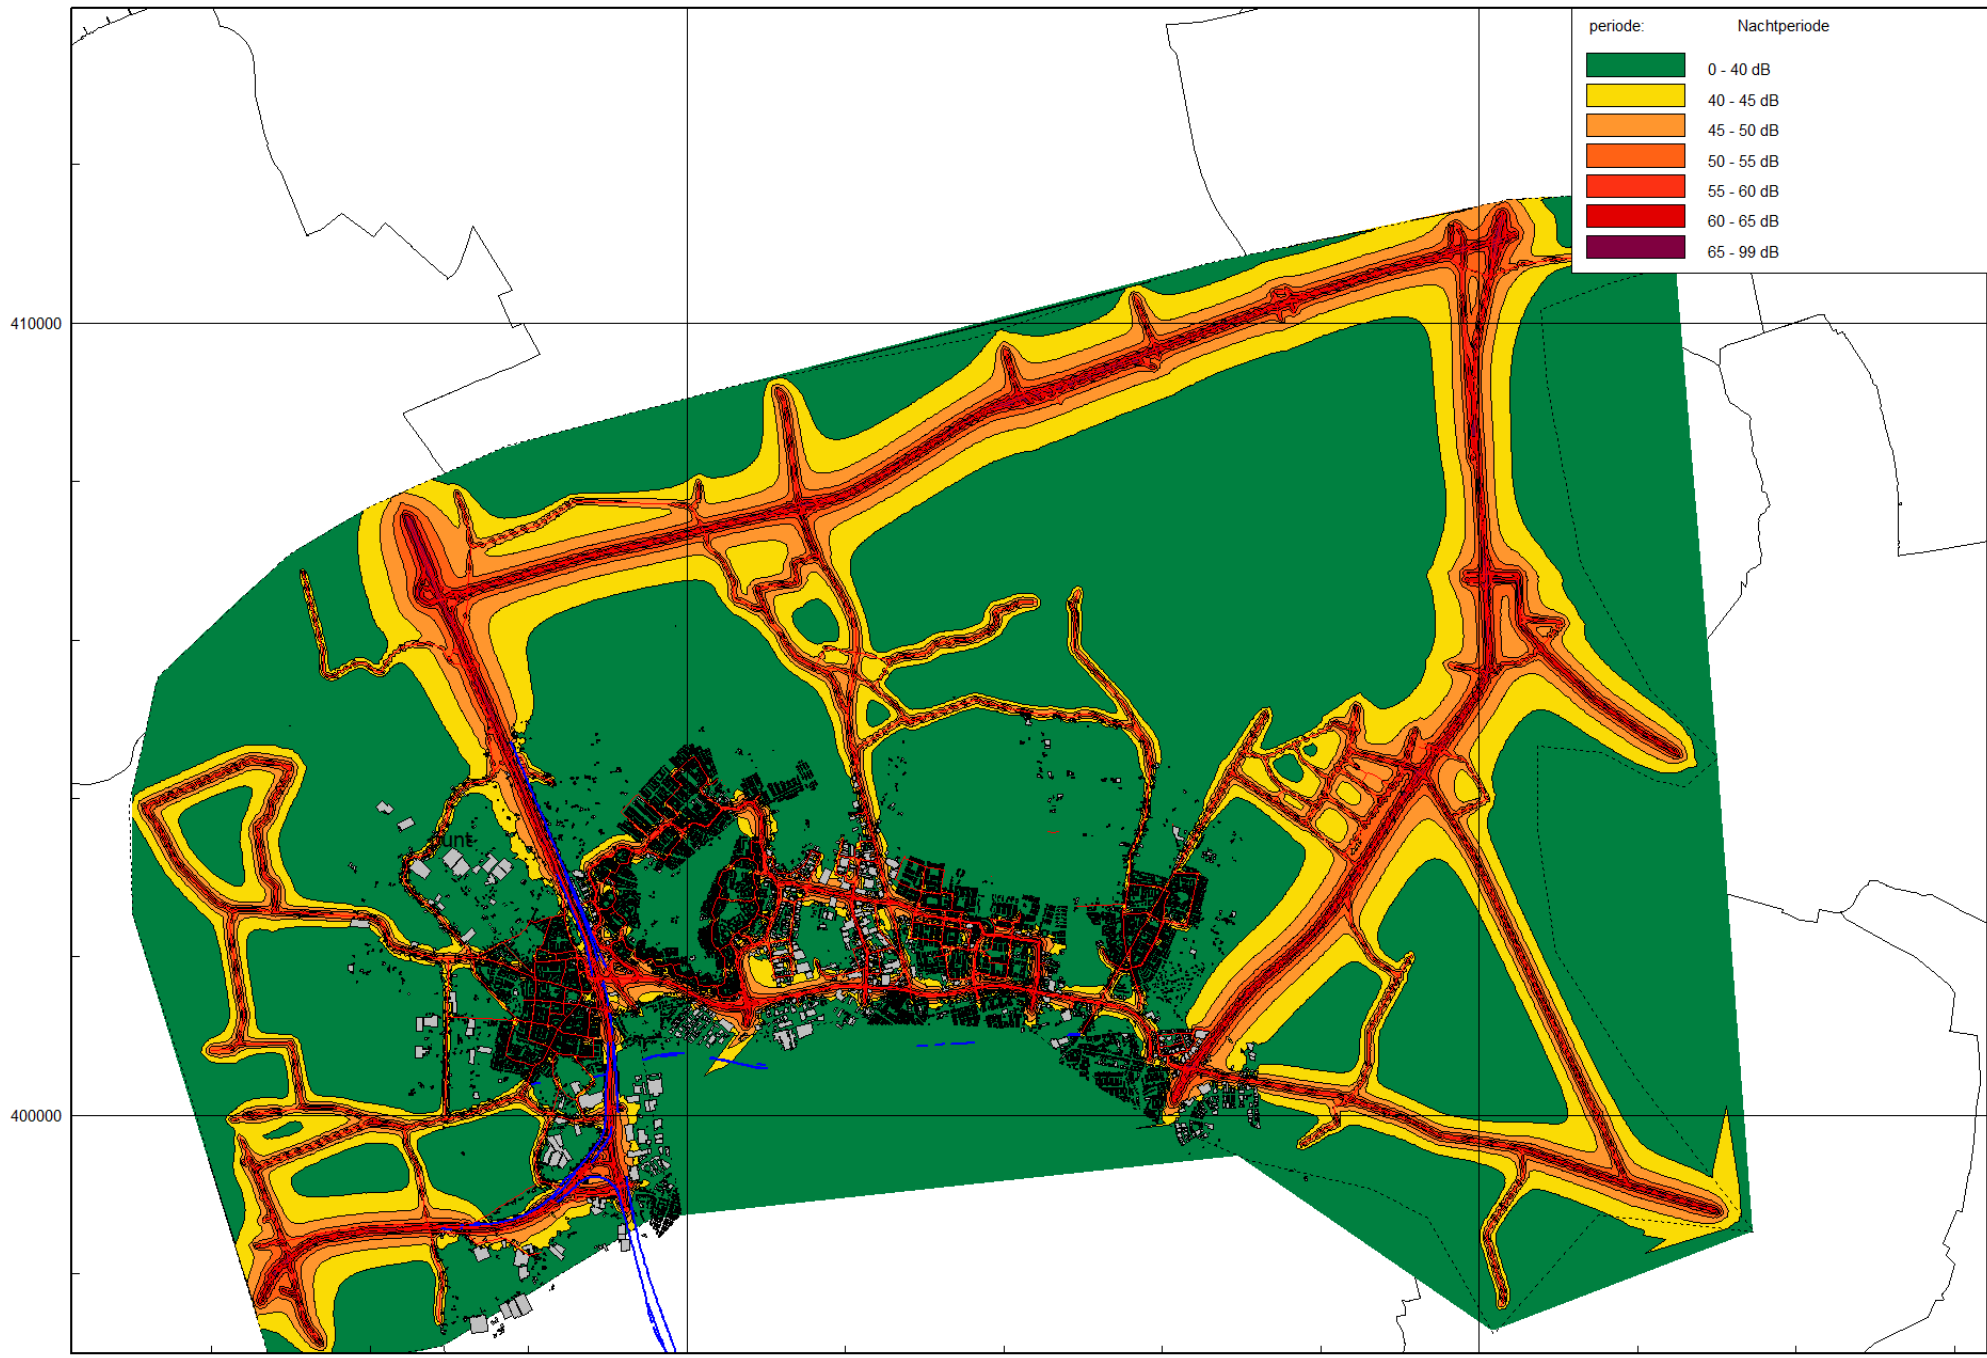 periode: Nachtperiode
0 - 40 dB
40 - 45 dB
45 - 50 dB
50 - 55 dB
55 - 60 dB
60 - 65 dB
65 - 99 dB
410000
400000